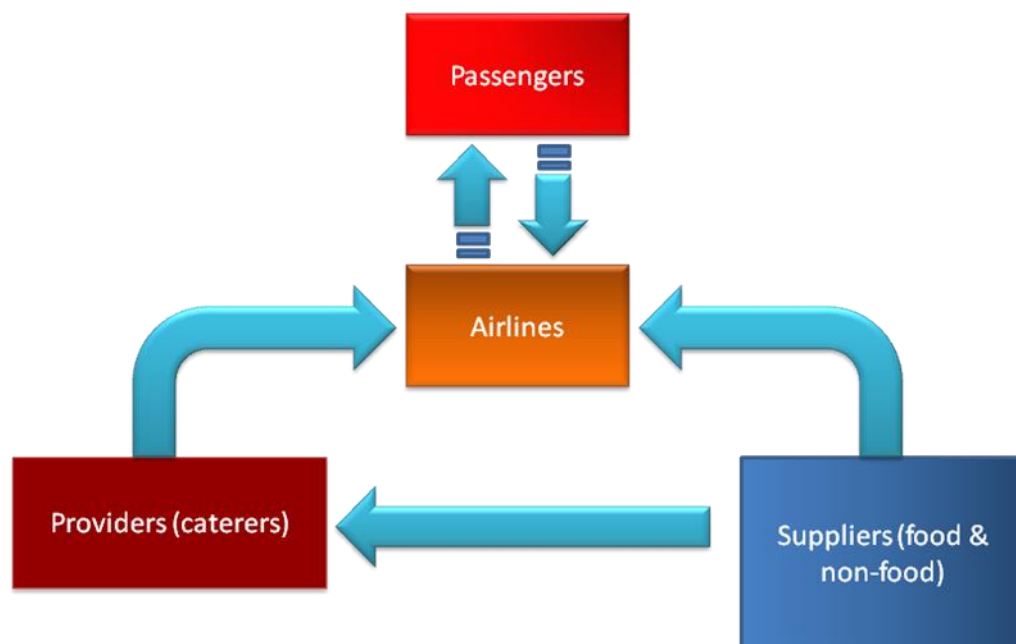 Passengers
Airlines
Providers (caterers)
Suppliers (food &
non-food)